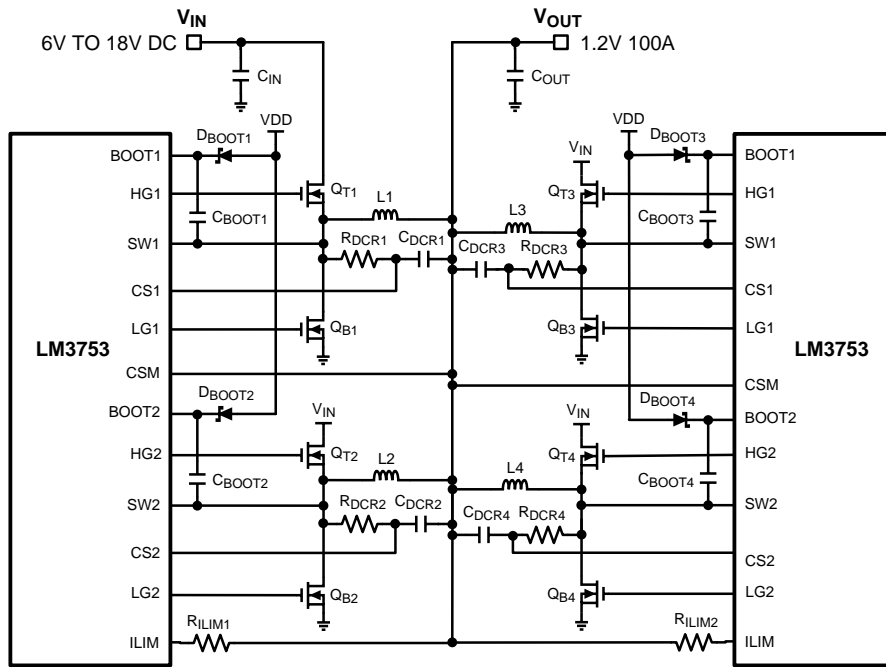 VIN
VOUT
6V TO 18V DC
1.2V 100A
CIN
COUT
DBOOT1
VDD
VDD
DBOOT3
BOOT1
VIN
BOOT1
HG1
QT1
L1
QT3
HG1
CBOOT1
L3
CBOOT3
SW1
RDCR1
CDCR1
CDCR3
RDCR3
SW1
CS1
CS1
LG1
QB1
QB3
LG1
LM3753
LM3753
CSM
CSM
DBOOT2
DBOOT4
BOOT2
VIN
VIN
BOOT2
HG2
QT2
L2
QT4
HG2
L4
CBOOT2
CBOOT4
SW2
RDCR2
CDCR2
CDCR4
RDCR4
SW2
CS2
CS2
LG2
QB2
QB4
LG2
RILIM1
RILIM2
ILIM
ILIM